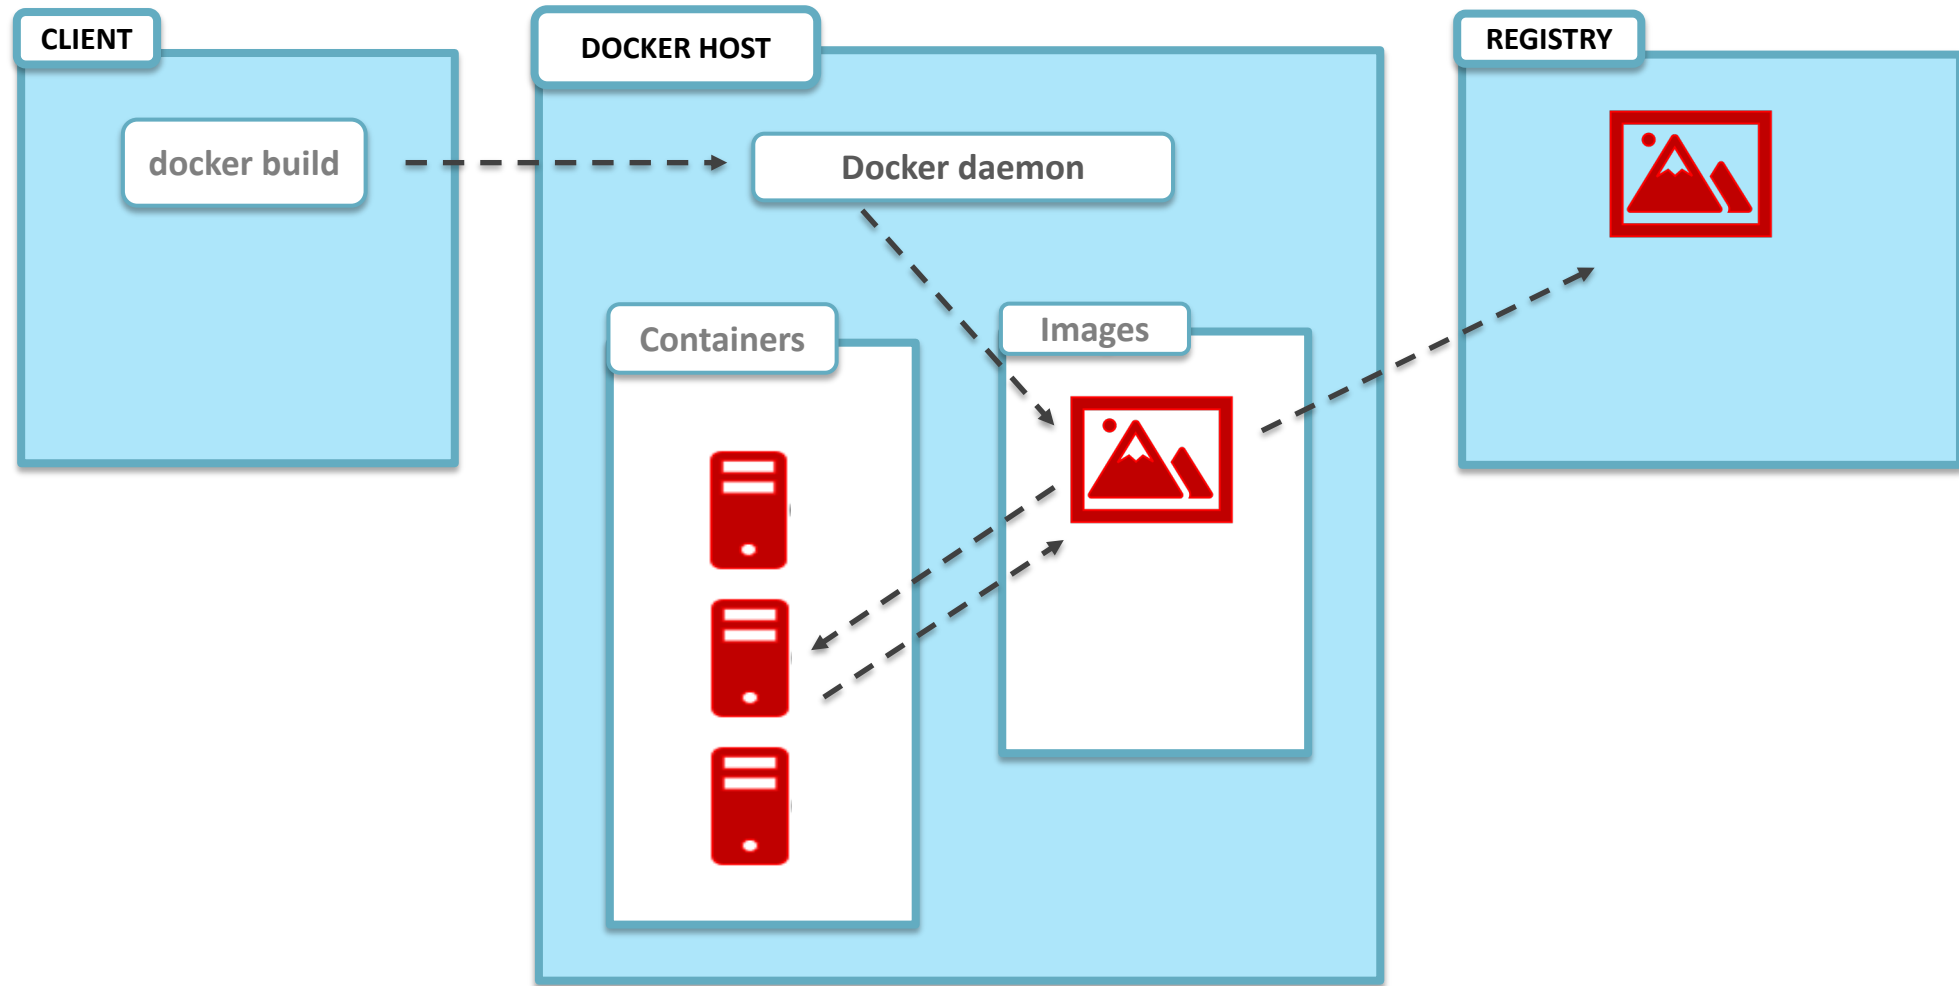 CLIENT
DOCKER HOST
REGISTRY
docker build
Docker daemon
Containers
Images